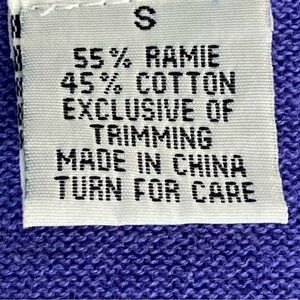 S
55% RAMIE
45% COTTON
EXCLUSIVE OF
TRIMMING
MADE IN CHINA
TURN FOR CARE